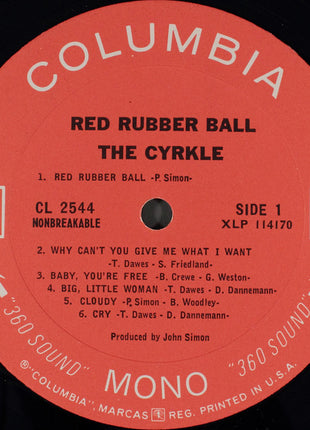 COLUMBIA
RED RUBBER BALL
THE CYRKLE
1. RED RUBBER BALL -P. Simon-
CL 2544 SIDE 1
NONBREAKABLE XLP 114170
2. WHY CAN'T YOU GIVE ME WHAT I WANT
-T. Dawes - S. Friedland-
3. BABY, YOU'RE FREE -B. Crewe - G. Weston-
4. BIG, LITTLE WOMAN -T. Dawes - D. Dannemann-
5. CLOUDY -P. Simon - B. Woodley-
6. CRY -T. Dawes - D. Dannemann-
Produced by John Simon
"360 SOUND" MONO "360 SOUND"
® "COLUMBIA", MARCAS REG. PRINTED IN U.S.A.